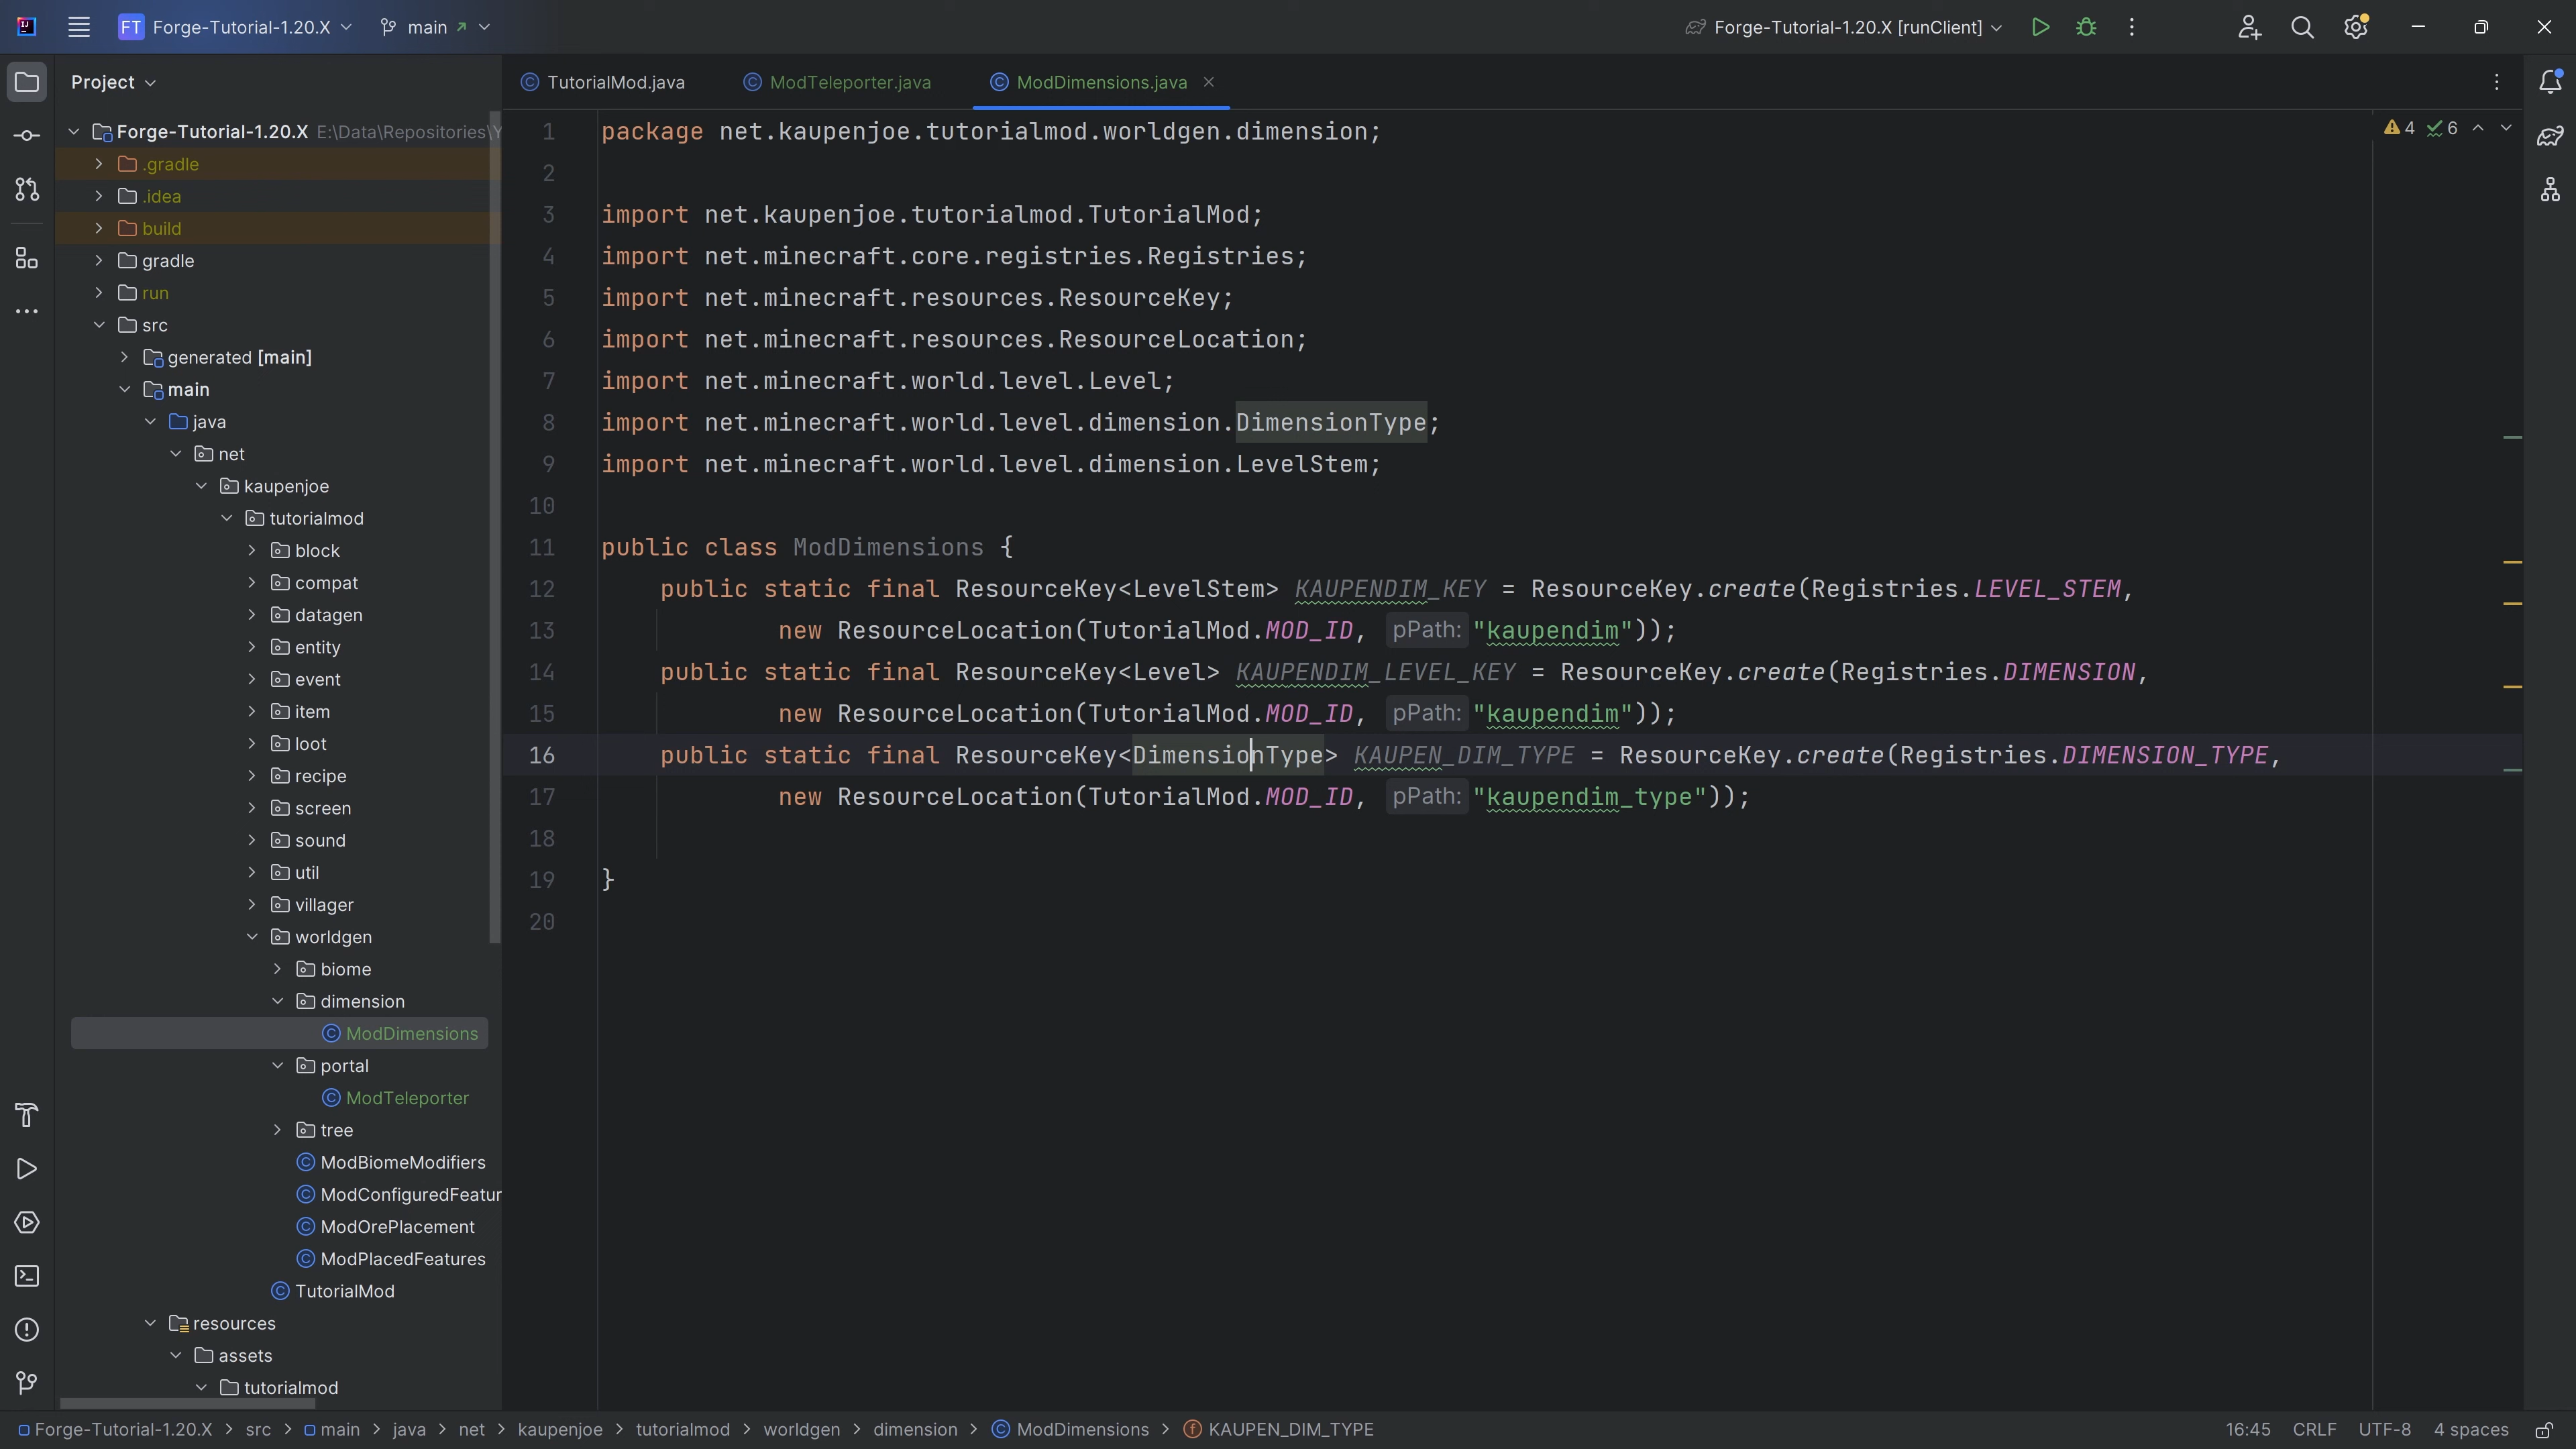 FT Forge-Tutorial-1.20.X main Forge-Tutorial-1.20.X [runClient]
Project
TutorialMod.java ModTeleporter.java ModDimensions.java
Forge-Tutorial-1.20.X E:\Data\Repositories\Y
.gradle
.idea
build
gradle
run
src
generated [main]
main
java
net
kaupenjoe
tutorialmod
block
compat
datagen
entity
event
item
loot
recipe
screen
sound
util
villager
worldgen
biome
dimension
ModDimensions
portal
ModTeleporter
tree
ModBiomeModifiers
ModConfiguredFeatur
ModOrePlacement
ModPlacedFeatures
TutorialMod
resources
assets
tutorialmod
4 6
1 package net.kaupenjoe.tutorialmod.worldgen.dimension;
2
3 import net.kaupenjoe.tutorialmod.TutorialMod;
4 import net.minecraft.core.registries.Registries;
5 import net.minecraft.resources.ResourceKey;
6 import net.minecraft.resources.ResourceLocation;
7 import net.minecraft.world.level.Level;
8 import net.minecraft.world.level.dimension.DimensionType;
9 import net.minecraft.world.level.dimension.LevelStem;
10
11 public class ModDimensions {
12 public static final ResourceKey<LevelStem> KAUPENDIM_KEY = ResourceKey.create(Registries.LEVEL_STEM,
13 new ResourceLocation(TutorialMod.MOD_ID, pPath: "kaupendim"));
14 public static final ResourceKey<Level> KAUPENDIM_LEVEL_KEY = ResourceKey.create(Registries.DIMENSION,
15 new ResourceLocation(TutorialMod.MOD_ID, pPath: "kaupendim"));
16 public static final ResourceKey<DimensionType> KAUPEN_DIM_TYPE = ResourceKey.create(Registries.DIMENSION_TYPE,
17 new ResourceLocation(TutorialMod.MOD_ID, pPath: "kaupendim_type"));
18
19 }
20
Forge-Tutorial-1.20.X > src > main > java > net > kaupenjoe > tutorialmod > worldgen > dimension > ModDimensions > KAUPEN_DIM_TYPE 16:45 CRLF UTF-8 4 spaces